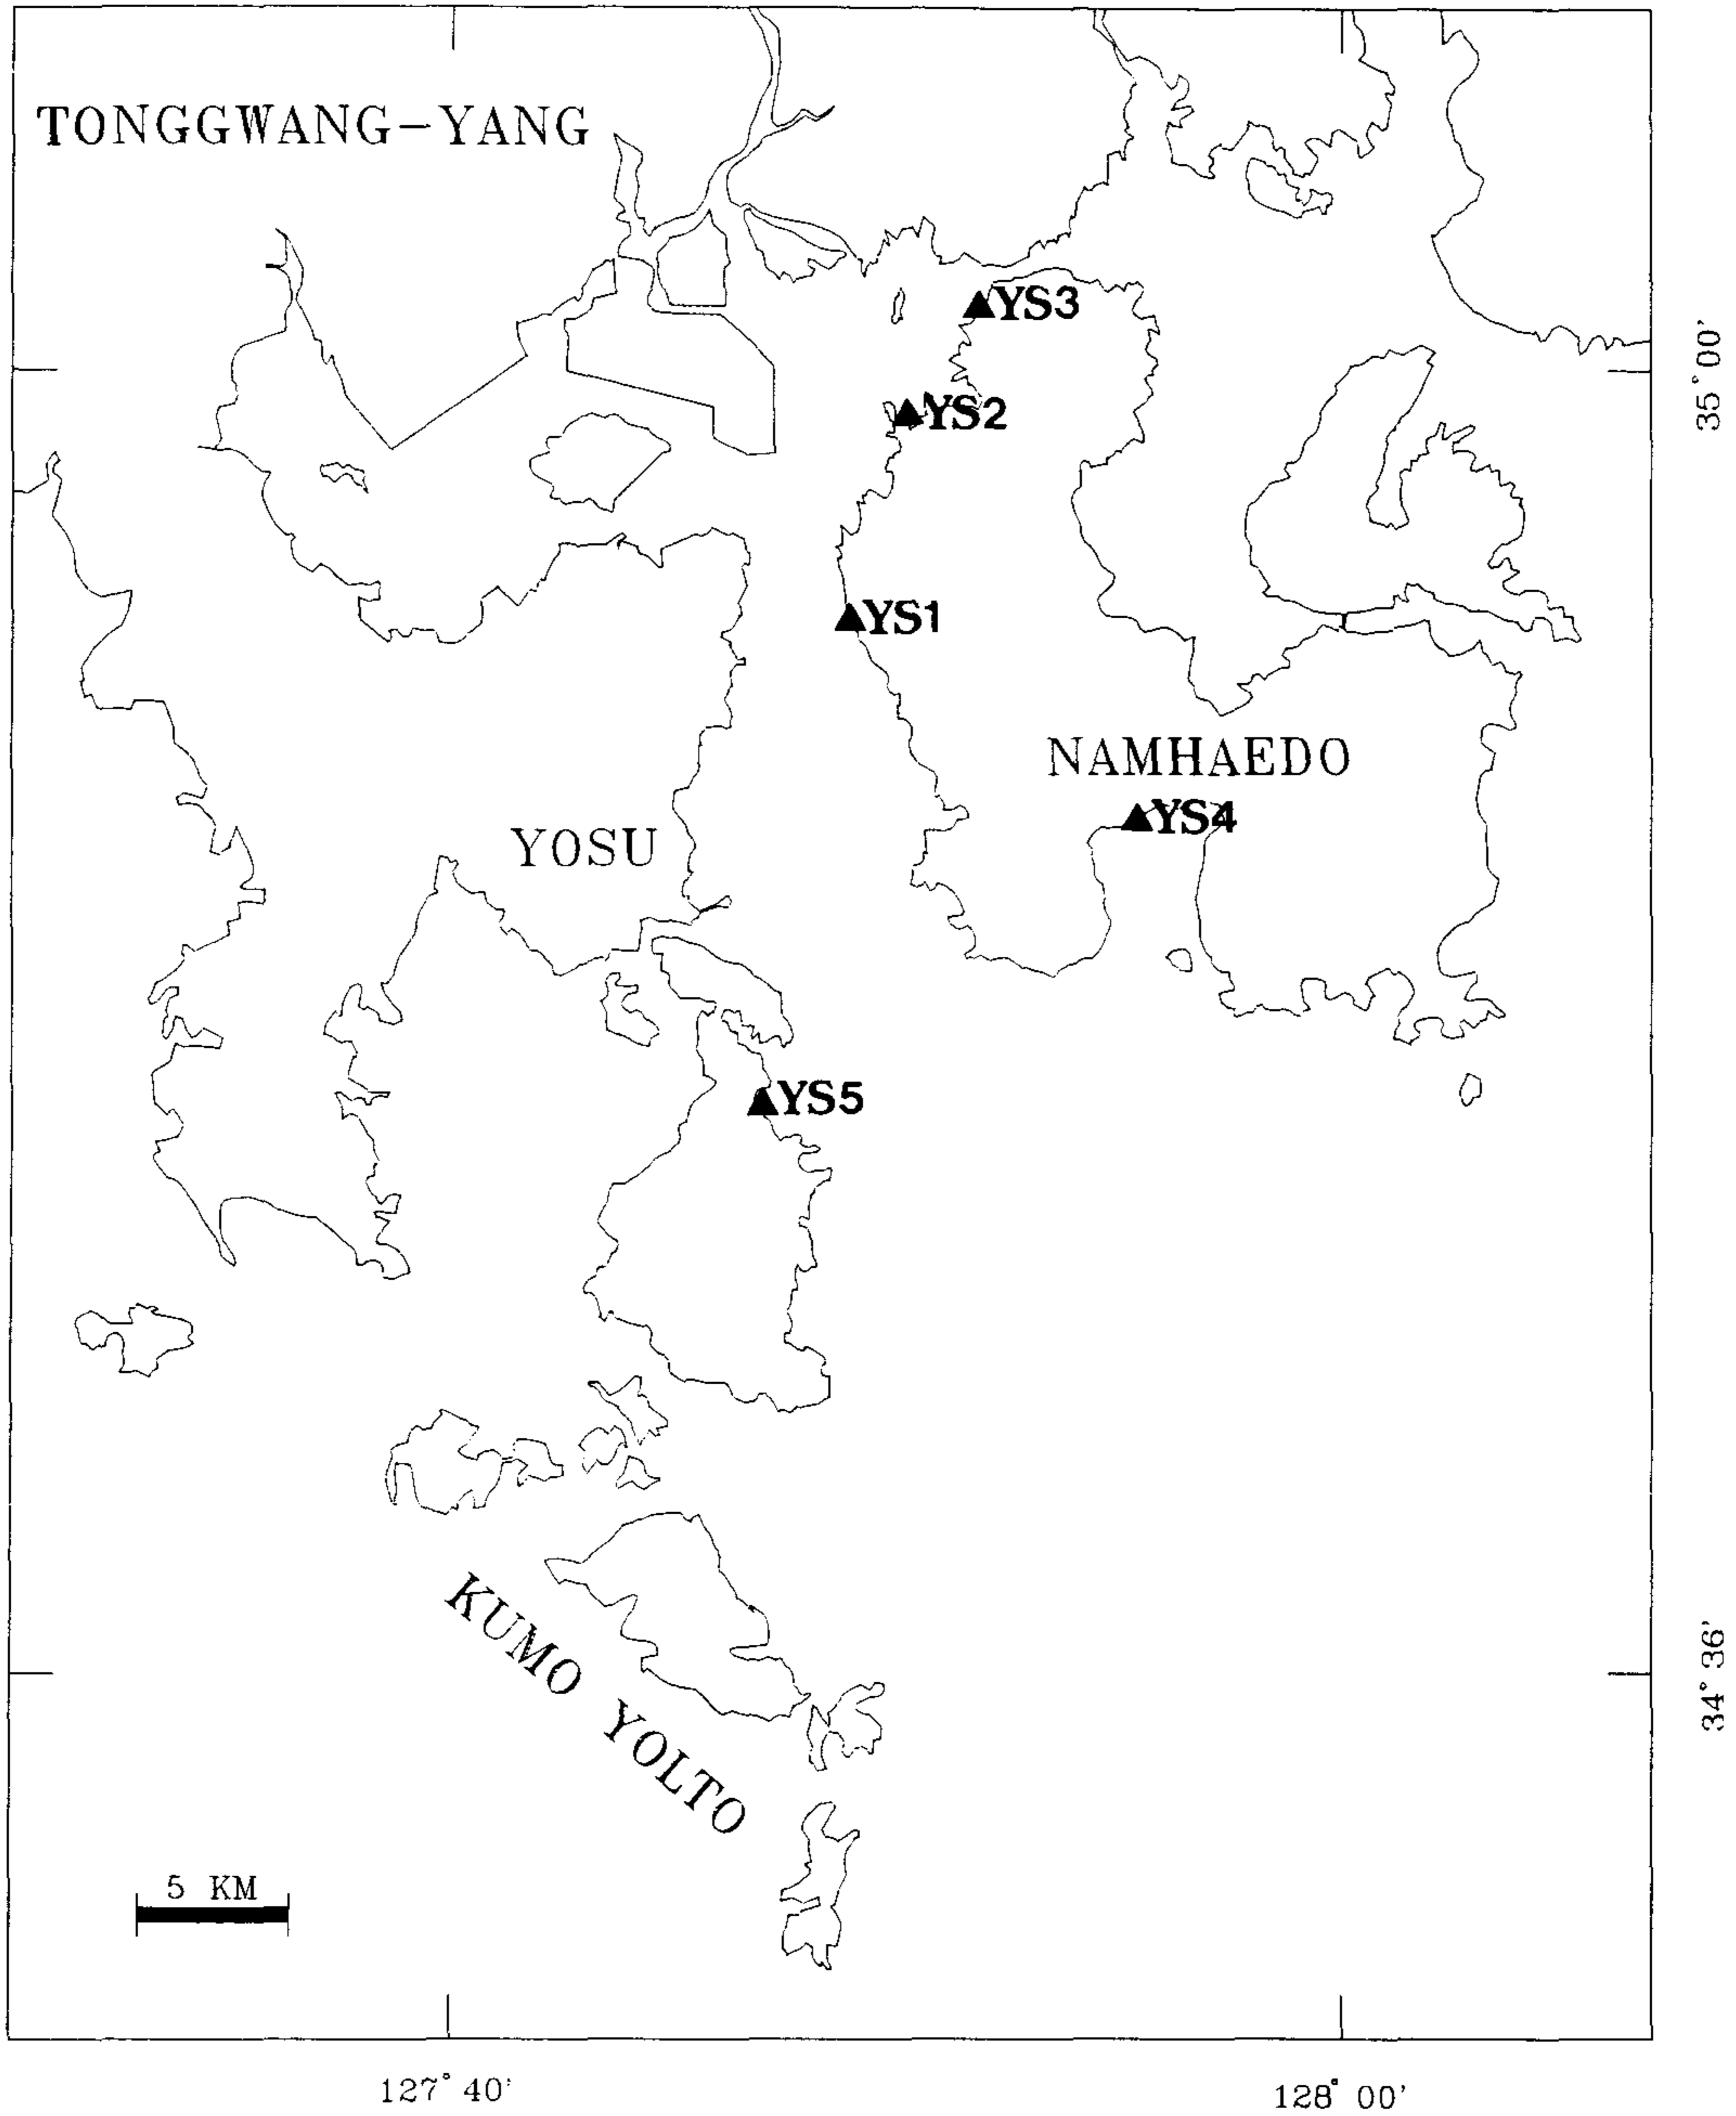 TONGGWANG-YANG
YS3
35° 00'
YS2
YS1
NAMHAEDO
YS4
YOSU
YS5
KUMO YOLTO
34° 36'
5 KM
127° 40'
128° 00'